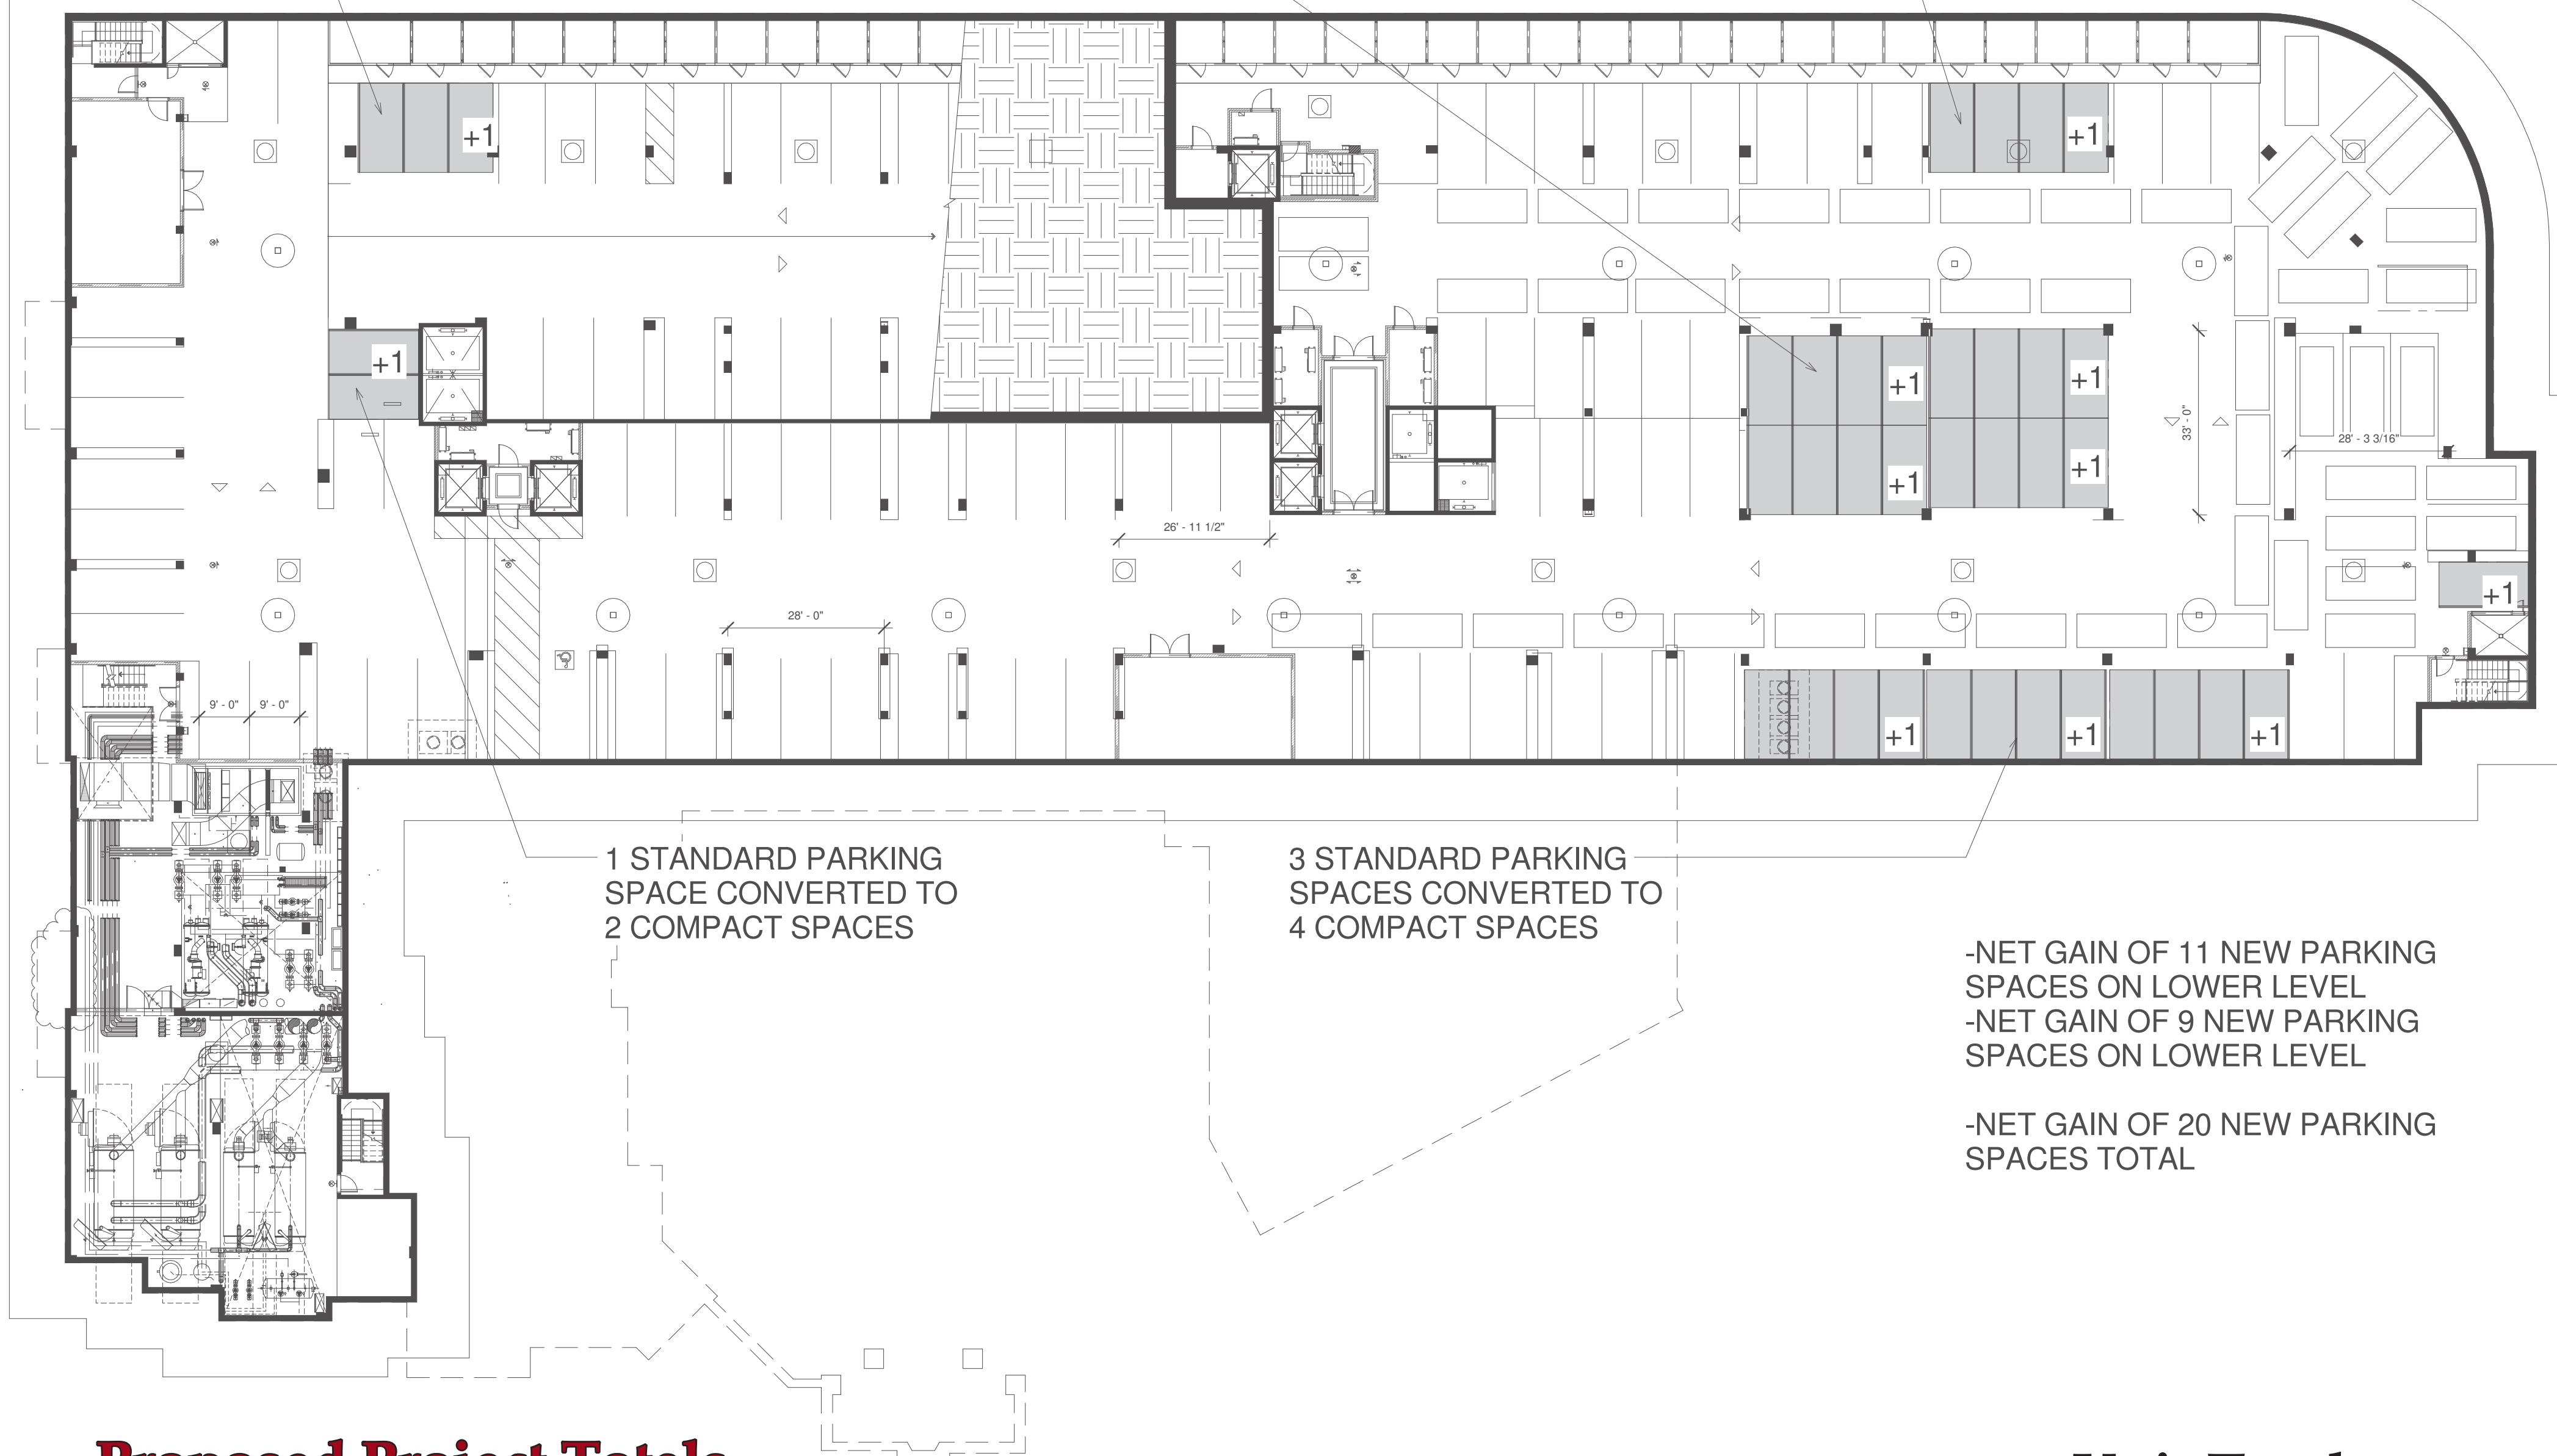 +1
+1
+1
+1
+1
+1
+1
33' - 0"
28' - 3 3/16"
26' - 11 1/2"
+1
28' - 0"
9' - 0"
9' - 0"
+1
+1
+1
1 STANDARD PARKING
SPACE CONVERTED TO
2 COMPACT SPACES
3 STANDARD PARKING
SPACES CONVERTED TO
4 COMPACT SPACES
-NET GAIN OF 11 NEW PARKING
SPACES ON LOWER LEVEL
-NET GAIN OF 9 NEW PARKING
SPACES ON LOWER LEVEL
-NET GAIN OF 20 NEW PARKING
SPACES TOTAL
Proposed Project Totals